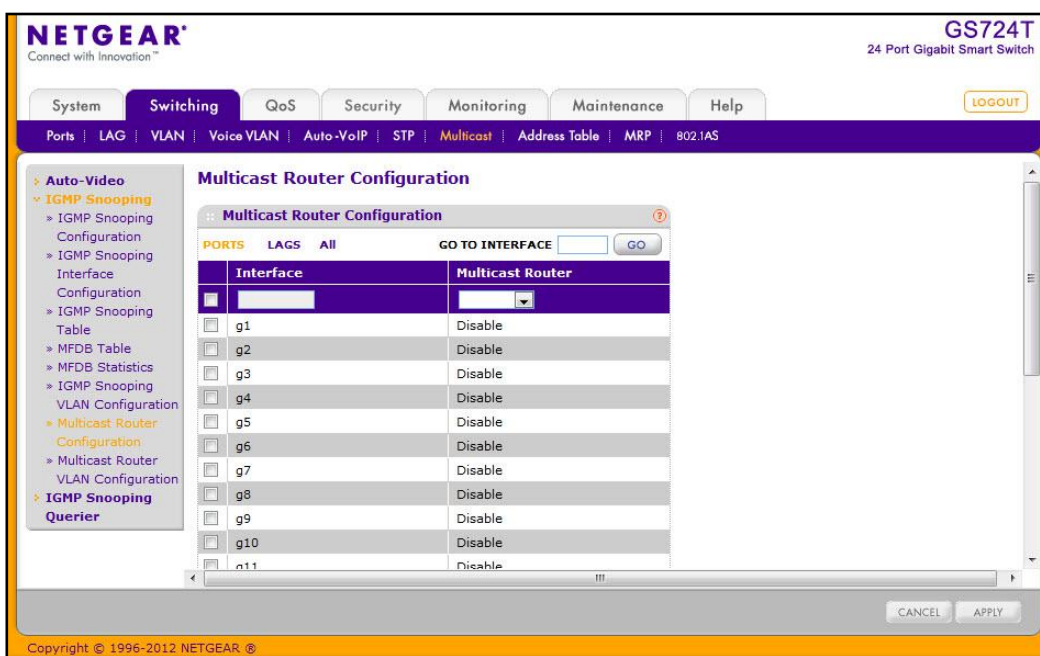 NETGEAR®
Connect with Innovation™
GS724T
24 Port Gigabit Smart Switch
System Switching QoS Security Monitoring Maintenance Help LOGOUT
Ports LAG VLAN Voice VLAN Auto-VoIP STP Multicast Address Table MRP 802.1AS
Auto-Video
IGMP Snooping
» IGMP Snooping
Configuration
» IGMP Snooping
Interface
Configuration
» IGMP Snooping
Table
» MFDB Table
» MFDB Statistics
» IGMP Snooping
VLAN Configuration
» Multicast Router
Configuration
» Multicast Router
VLAN Configuration
IGMP Snooping
Querier
Multicast Router Configuration
Multicast Router Configuration ?
PORTS LAGS All GO TO INTERFACE GO
Interface Multicast Router
g1 Disable
g2 Disable
g3 Disable
g4 Disable
g5 Disable
g6 Disable
g7 Disable
g8 Disable
g9 Disable
g10 Disable
g11 Disable
CANCEL APPLY
Copyright © 1996-2012 NETGEAR ®